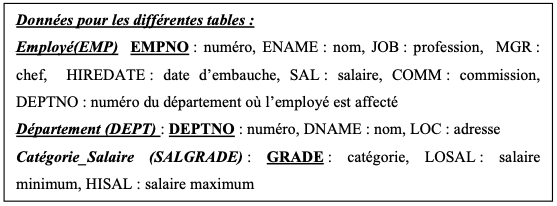 Données pour les différentes tables :
Employé(EMP) EMPNO : numéro, ENAME : nom, JOB : profession, MGR :
chef, HIREDATE : date d’embauche, SAL : salaire, COMM : commission,
DEPTNO : numéro du département où l’employé est affecté
Département (DEPT) : DEPTNO : numéro, DNAME : nom, LOC : adresse
Catégorie_Salaire (SALGRADE) : GRADE : catégorie, LOSAL : salaire
minimum, HISAL : salaire maximum